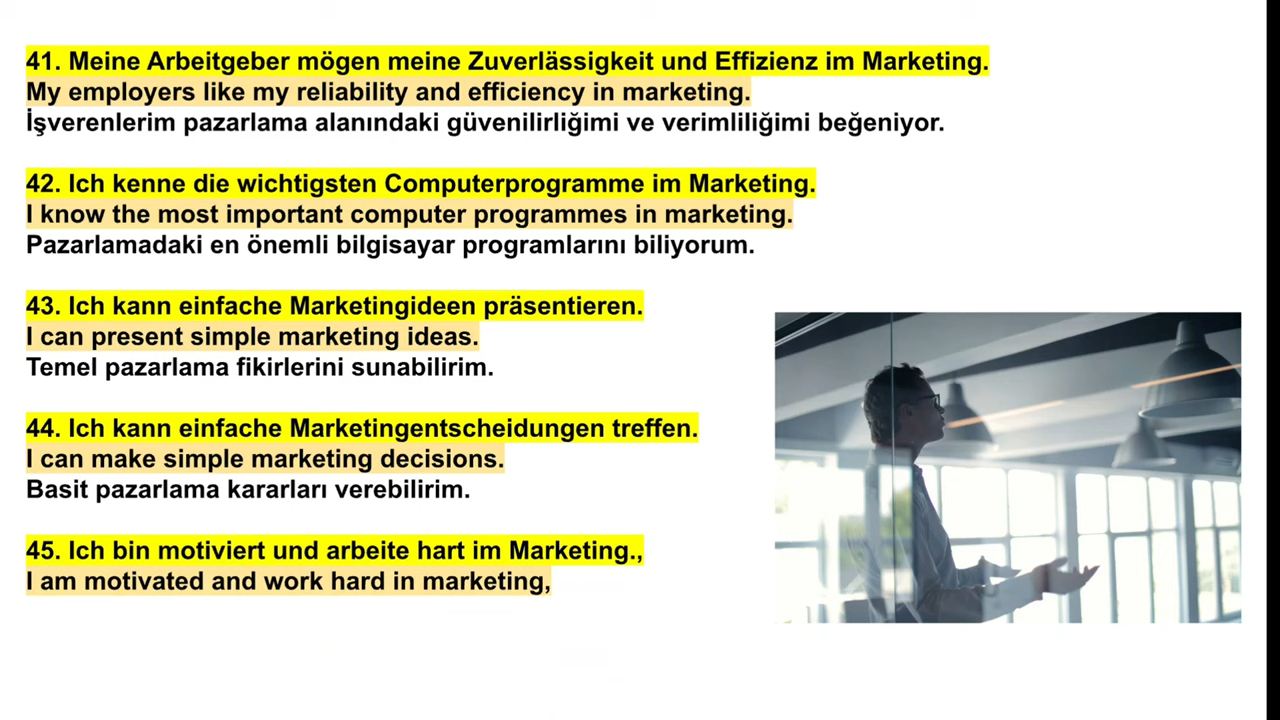 41. Meine Arbeitgeber mögen meine Zuverlässigkeit und Effizienz im Marketing.
My employers like my reliability and efficiency in marketing.
İşverenlerim pazarlama alanındaki güvenilirliğimi ve verimliliğimi beğeniyor.
42. Ich kenne die wichtigsten Computerprogramme im Marketing.
I know the most important computer programmes in marketing.
Pazarlamadaki en önemli bilgisayar programlarını biliyorum.
43. Ich kann einfache Marketingideen präsentieren.
I can present simple marketing ideas.
Temel pazarlama fikirlerini sunabilirim.
44. Ich kann einfache Marketingentscheidungen treffen.
I can make simple marketing decisions.
Basit pazarlama kararları verebilirim.
45. Ich bin motiviert und arbeite hart im Marketing.,
I am motivated and work hard in marketing,